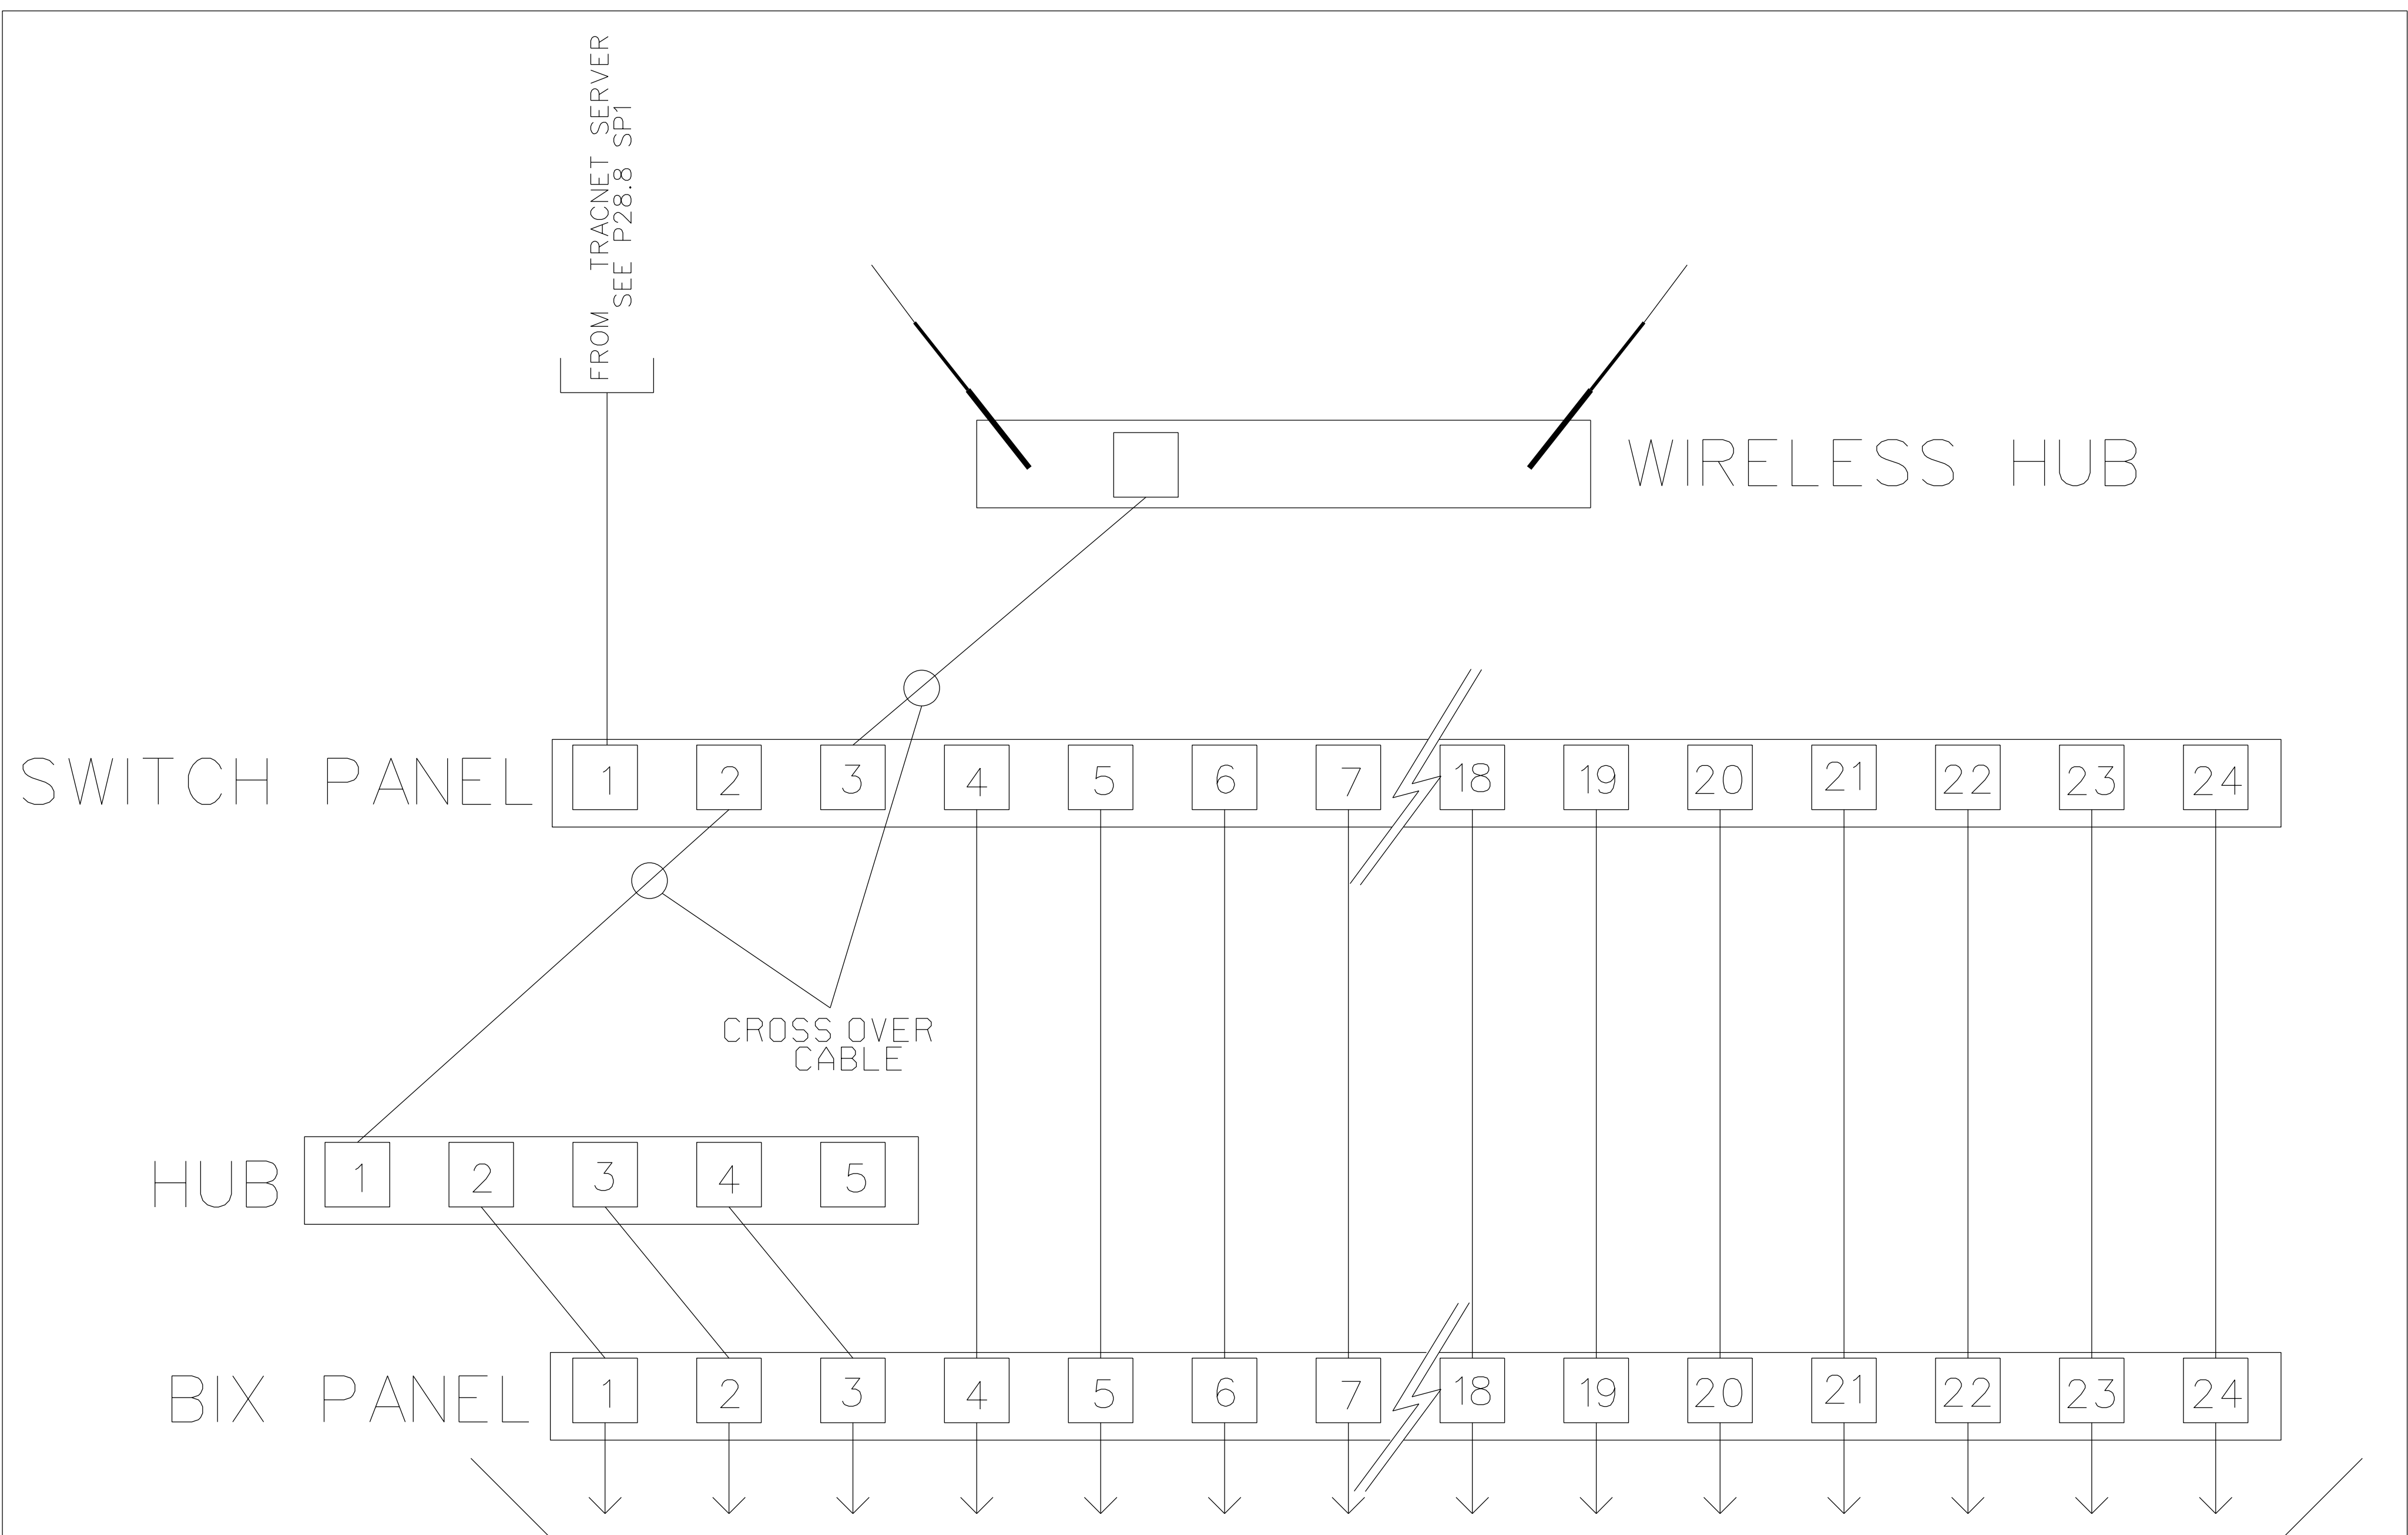 FROM TRACNET SERVER
SEE P28.8 SP1
WIRELESS HUB
SWITCH PANEL 1 2 3 4 5 6 7 18 19 20 21 22 23 24
CROSS OVER
CABLE
HUB 1 2 3 4 5
BIX PANEL 1 2 3 4 5 6 7 18 19 20 21 22 23 24